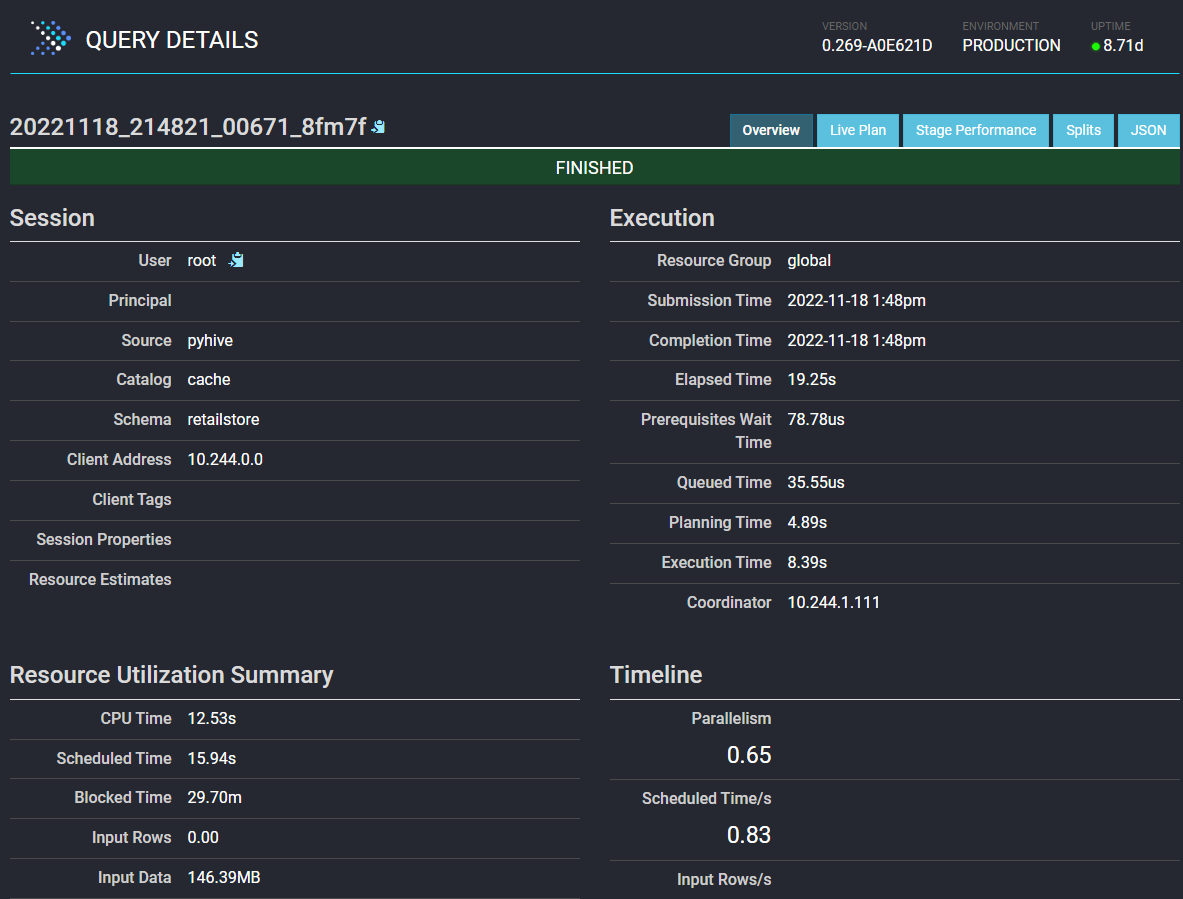 QUERY DETAILS
VERSION
0.269-A0E621D
ENVIRONMENT
PRODUCTION
UPTIME
8.71d
20221118_214821_00671_8fm7f
Overview
Live Plan
Stage Performance
Splits
JSON
FINISHED
Session
User root
Principal
Source pyhive
Catalog cache
Schema retailstore
Client Address 10.244.0.0
Client Tags
Session Properties
Resource Estimates
Execution
Resource Group global
Submission Time 2022-11-18 1:48pm
Completion Time 2022-11-18 1:48pm
Elapsed Time 19.25s
Prerequisites Wait 78.78us
Time
Queued Time 35.55us
Planning Time 4.89s
Execution Time 8.39s
Coordinator 10.244.1.111
Resource Utilization Summary
CPU Time 12.53s
Scheduled Time 15.94s
Blocked Time 29.70m
Input Rows 0.00
Input Data 146.39MB
Timeline
Parallelism
0.65
Scheduled Time/s
0.83
Input Rows/s